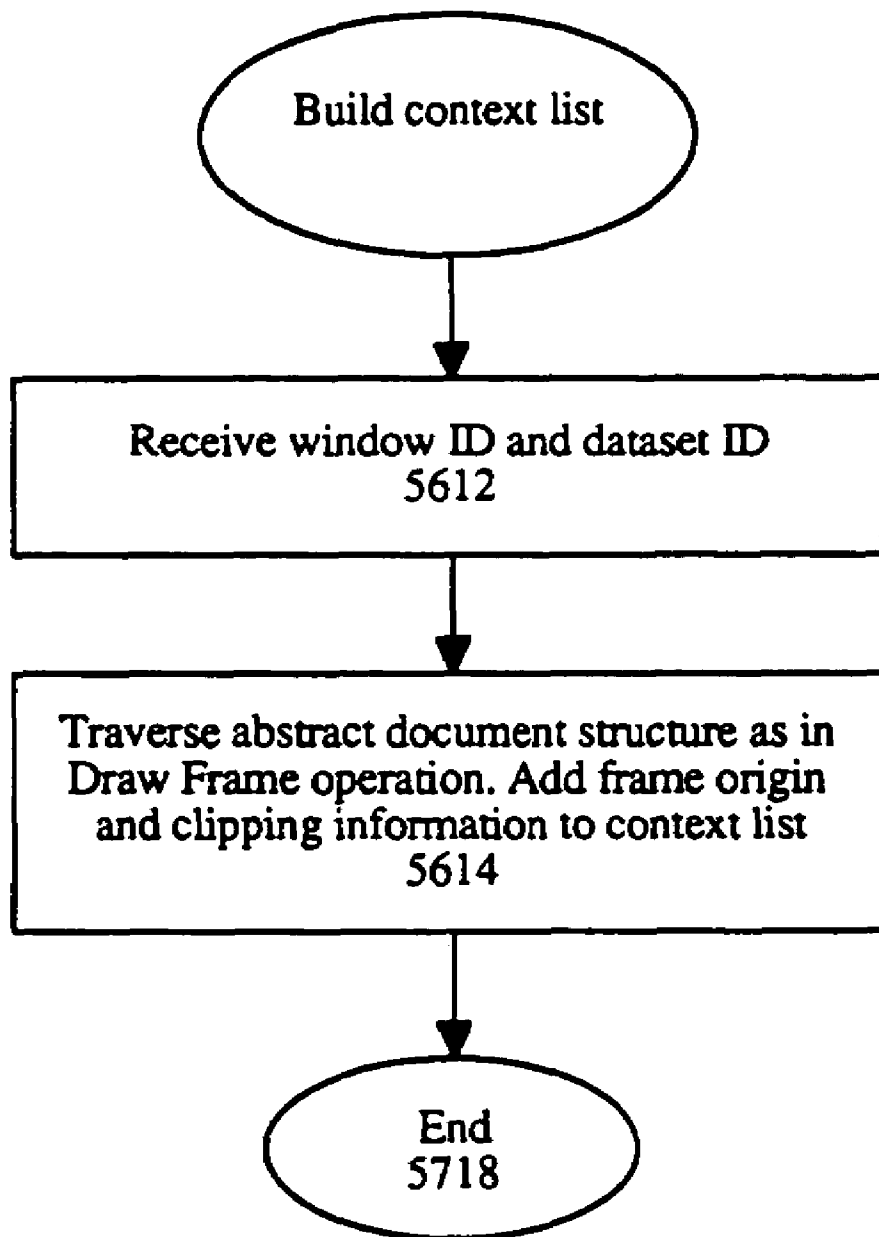 Build context list
Receive window ID and dataset ID
5612
Traverse abstract document structure as in
Draw Frame operation. Add frame origin
and clipping information to context list
5614
End
5718